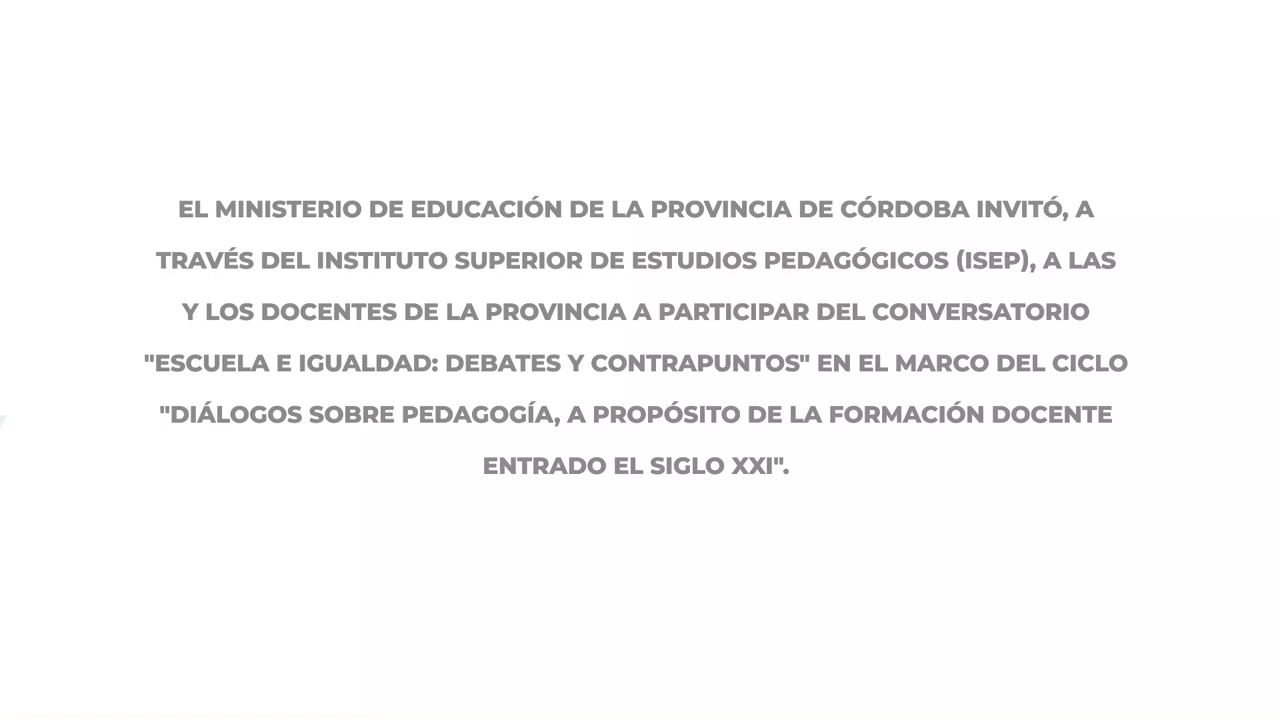 EL MINISTERIO DE EDUCACIÓN DE LA PROVINCIA DE CÓRDOBA INVITÓ, A
TRAVÉS DEL INSTITUTO SUPERIOR DE ESTUDIOS PEDAGÓGICOS (ISEP), A LAS
Y LOS DOCENTES DE LA PROVINCIA A PARTICIPAR DEL CONVERSATORIO
"ESCUELA E IGUALDAD: DEBATES Y CONTRAPUNTOS" EN EL MARCO DEL CICLO
"DIÁLOGOS SOBRE PEDAGOGÍA, A PROPÓSITO DE LA FORMACIÓN DOCENTE
ENTRADO EL SIGLO XXI".